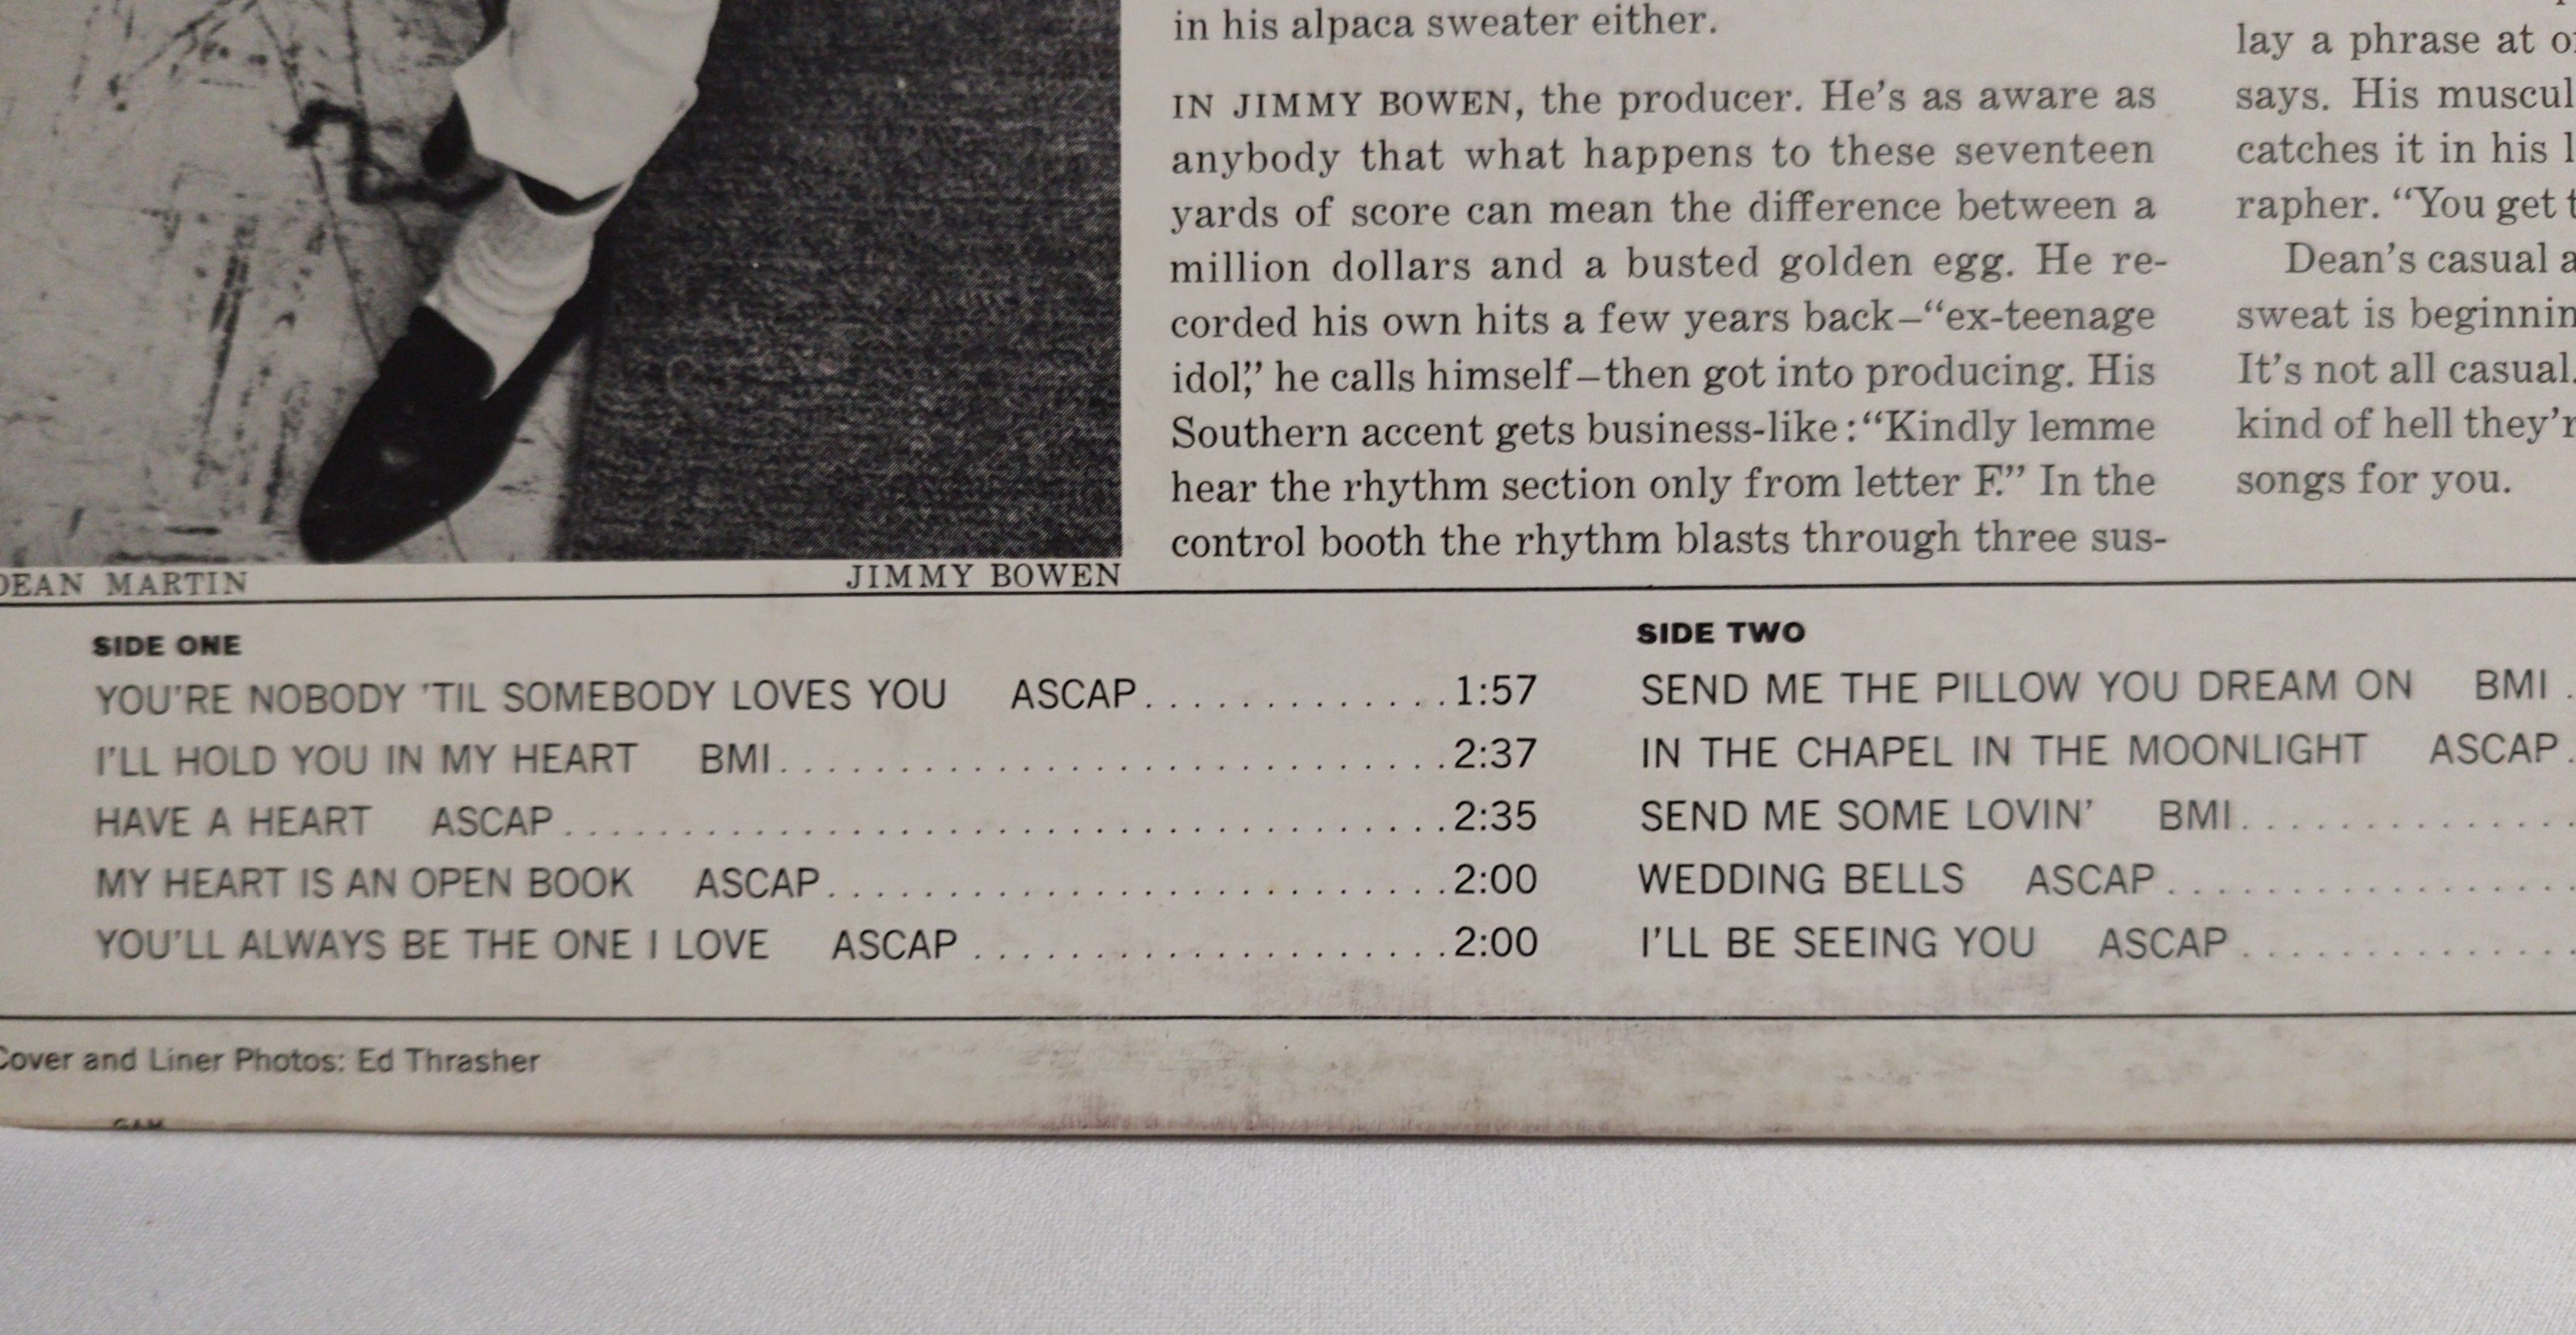 in his alpaca sweater either.
IN JIMMY BOWEN, the producer. He's as aware as
anybody that what happens to these seventeen
yards of score can mean the difference between a
million dollars and a busted golden egg. He re-
corded his own hits a few years back–“ex-teenage
idol,” he calls himself–then got into producing. His
Southern accent gets business-like: “Kindly lemme
hear the rhythm section only from letter F.” In the
control booth the rhythm blasts through three sus-
lay a phrase at
says. His
catches it in his
rapher. “You get
Dean's casual
sweat is
It's not all casual.
kind of hell
songs for you.
DEAN MARTIN
JIMMY BOWEN
SIDE ONE
YOU'RE NOBODY 'TIL SOMEBODY LOVES YOU ASCAP. . . . . . . . . . . . . .1:57
I'LL HOLD YOU IN MY HEART BMI. . . . . . . . . . . . . . . . . . . . . . . . . . . . .2:37
HAVE A HEART ASCAP. . . . . . . . . . . . . . . . . . . . . . . . . . . . . . . . . . . . .2:35
MY HEART IS AN OPEN BOOK ASCAP. . . . . . . . . . . . . . . . . . . . . . . . . . .2:00
YOU'LL ALWAYS BE THE ONE I LOVE ASCAP . . . . . . . . . . . . . . . . . . . . .2:00
SIDE TWO
SEND ME THE PILLOW YOU DREAM ON BMI .
IN THE CHAPEL IN THE MOONLIGHT ASCAP.
SEND ME SOME LOVIN' BMI. . . . . . . . . . . . . . .
WEDDING BELLS ASCAP. . . . . . . . . . . . . . . . .
I'LL BE SEEING YOU ASCAP. . . . . . . . . . . . . . .
Cover and Liner Photos: Ed Thrasher